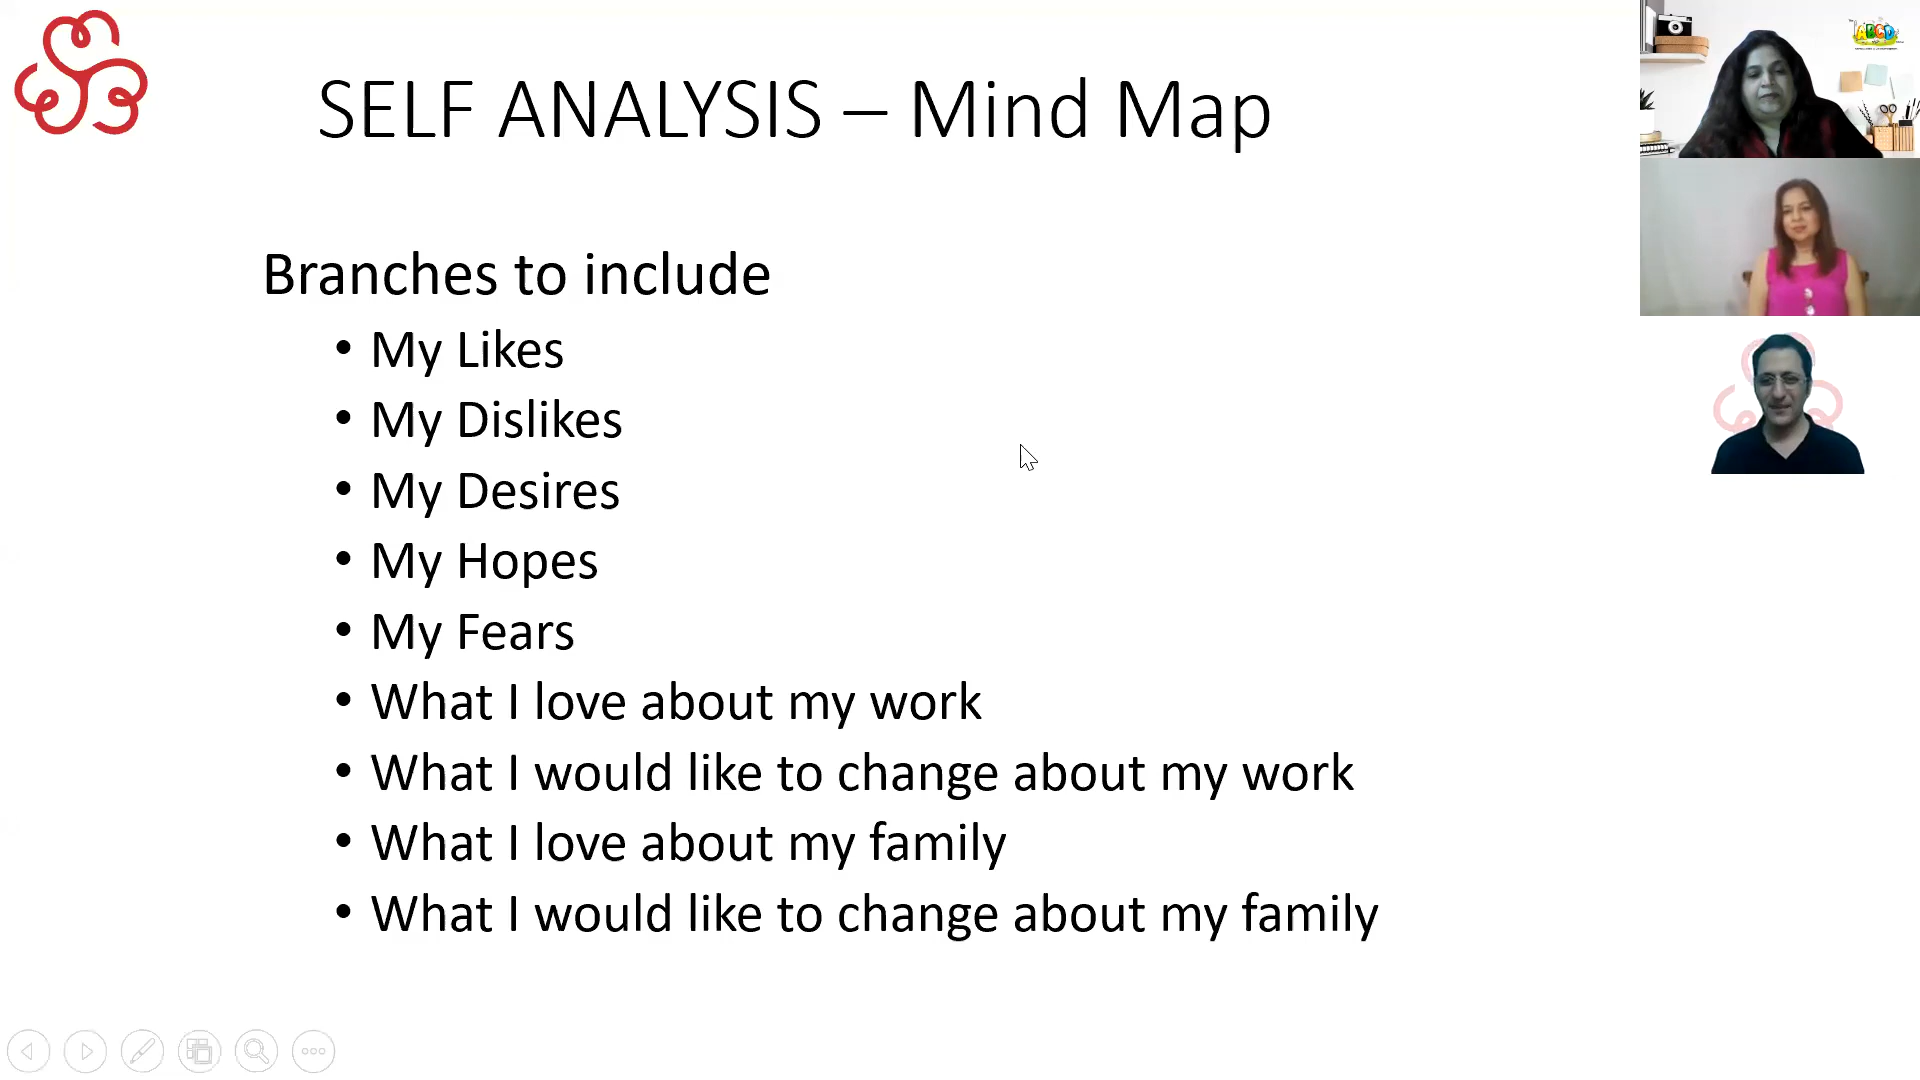 SELF ANALYSIS – Mind Map
Branches to include
• My Likes
• My Dislikes
• My Desires
• My Hopes
• My Fears
• What I love about my work
• What I would like to change about my work
• What I love about my family
• What I would like to change about my family
ABCD